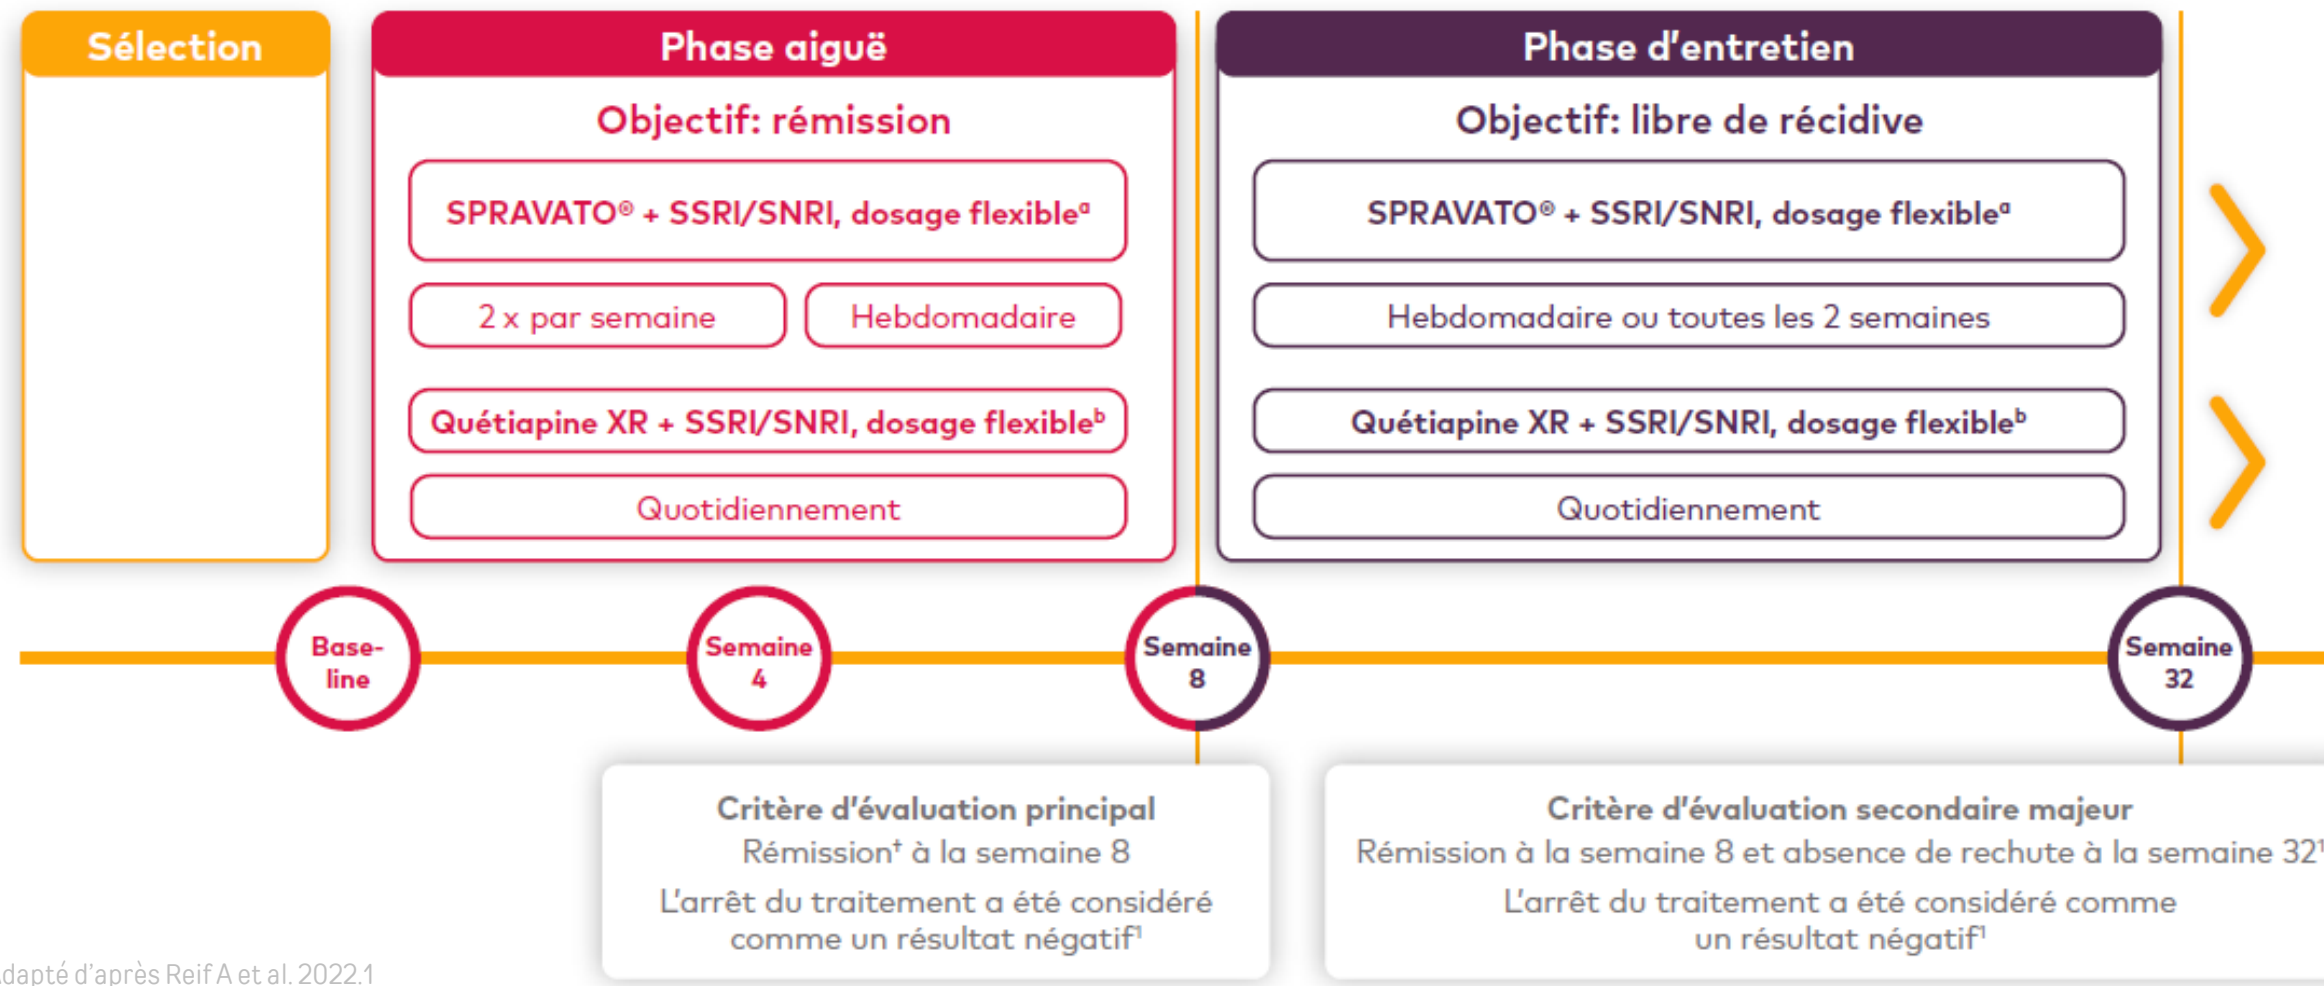 Sélection
Phase aiguë
Objectif: rémission
SPRAVATO® + SSRI/SNRI, dosage flexibleᵃ
2 x par semaine
Hebdomadaire
Quétiapine XR + SSRI/SNRI, dosage flexibleᵇ
Quotidiennement
Phase d'entretien
Objectif: libre de récidive
SPRAVATO® + SSRI/SNRI, dosage flexibleᵃ
Hebdomadaire ou toutes les 2 semaines
Quétiapine XR + SSRI/SNRI, dosage flexibleᵇ
Quotidiennement
Base-
line
Semaine
4
Semaine
8
Semaine
32
Critère d'évaluation principal
Rémission† à la semaine 8
L'arrêt du traitement a été considéré
comme un résultat négatif¹
Critère d'évaluation secondaire majeur
Rémission à la semaine 8 et absence de rechute à la semaine 32¹
L'arrêt du traitement a été considéré comme
un résultat négatif¹
dapté d'après Reif A et al. 2022.1